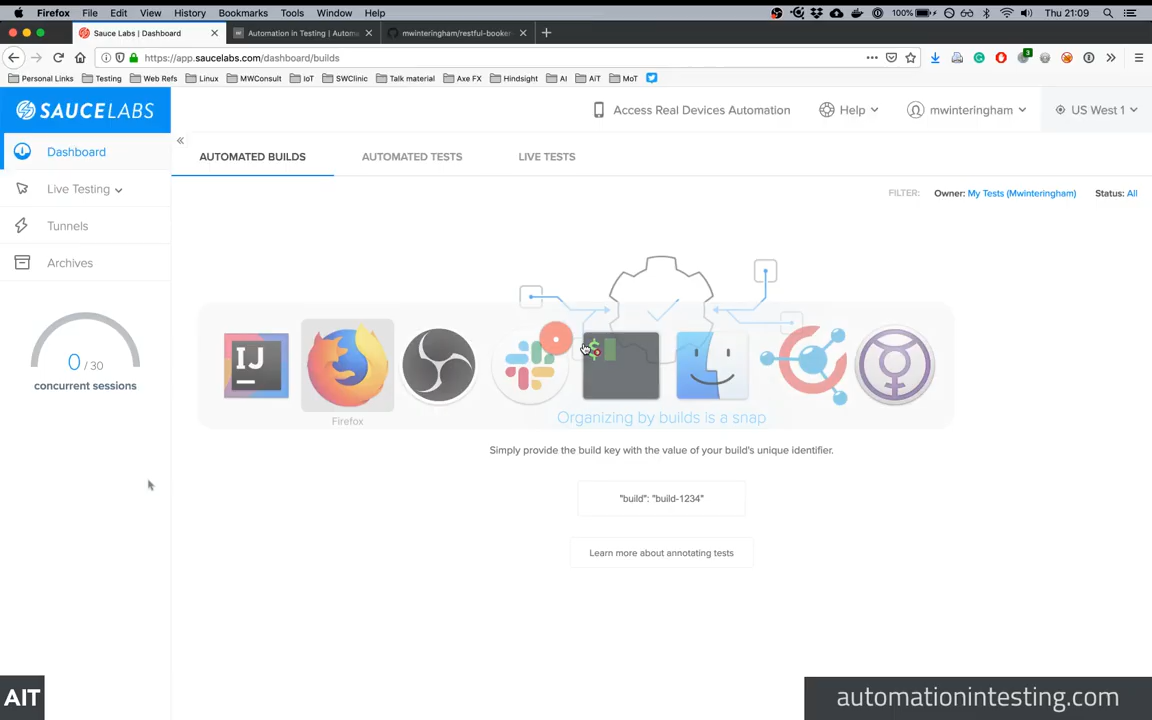 Firefox File Edit View History Bookmarks Tools Window Help 100% Thu 21:09
Sauce Labs | Dashboard Automation in Testing | Automa mwinteringham/restful-booker
https://app.saucelabs.com/dashboard/builds
Personal Links Testing Web Refs Linux MWConsult IoT SWClinic Talk material Axe FX Hindsight AI AiT MoT
3
SAUCELABS
Access Real Devices Automation Help mwinteringham US West 1
Dashboard
Live Testing
Tunnels
Archives
AUTOMATED BUILDS AUTOMATED TESTS LIVE TESTS
FILTER: Owner: My Tests (Mwinteringham) Status: All
0 / 30
concurrent sessions
IJ
$
Firefox
Organizing by builds is a snap
Simply provide the build key with the value of your build's unique identifier.
"build": "build-1234"
Learn more about annotating tests
AIT
automationintesting.com